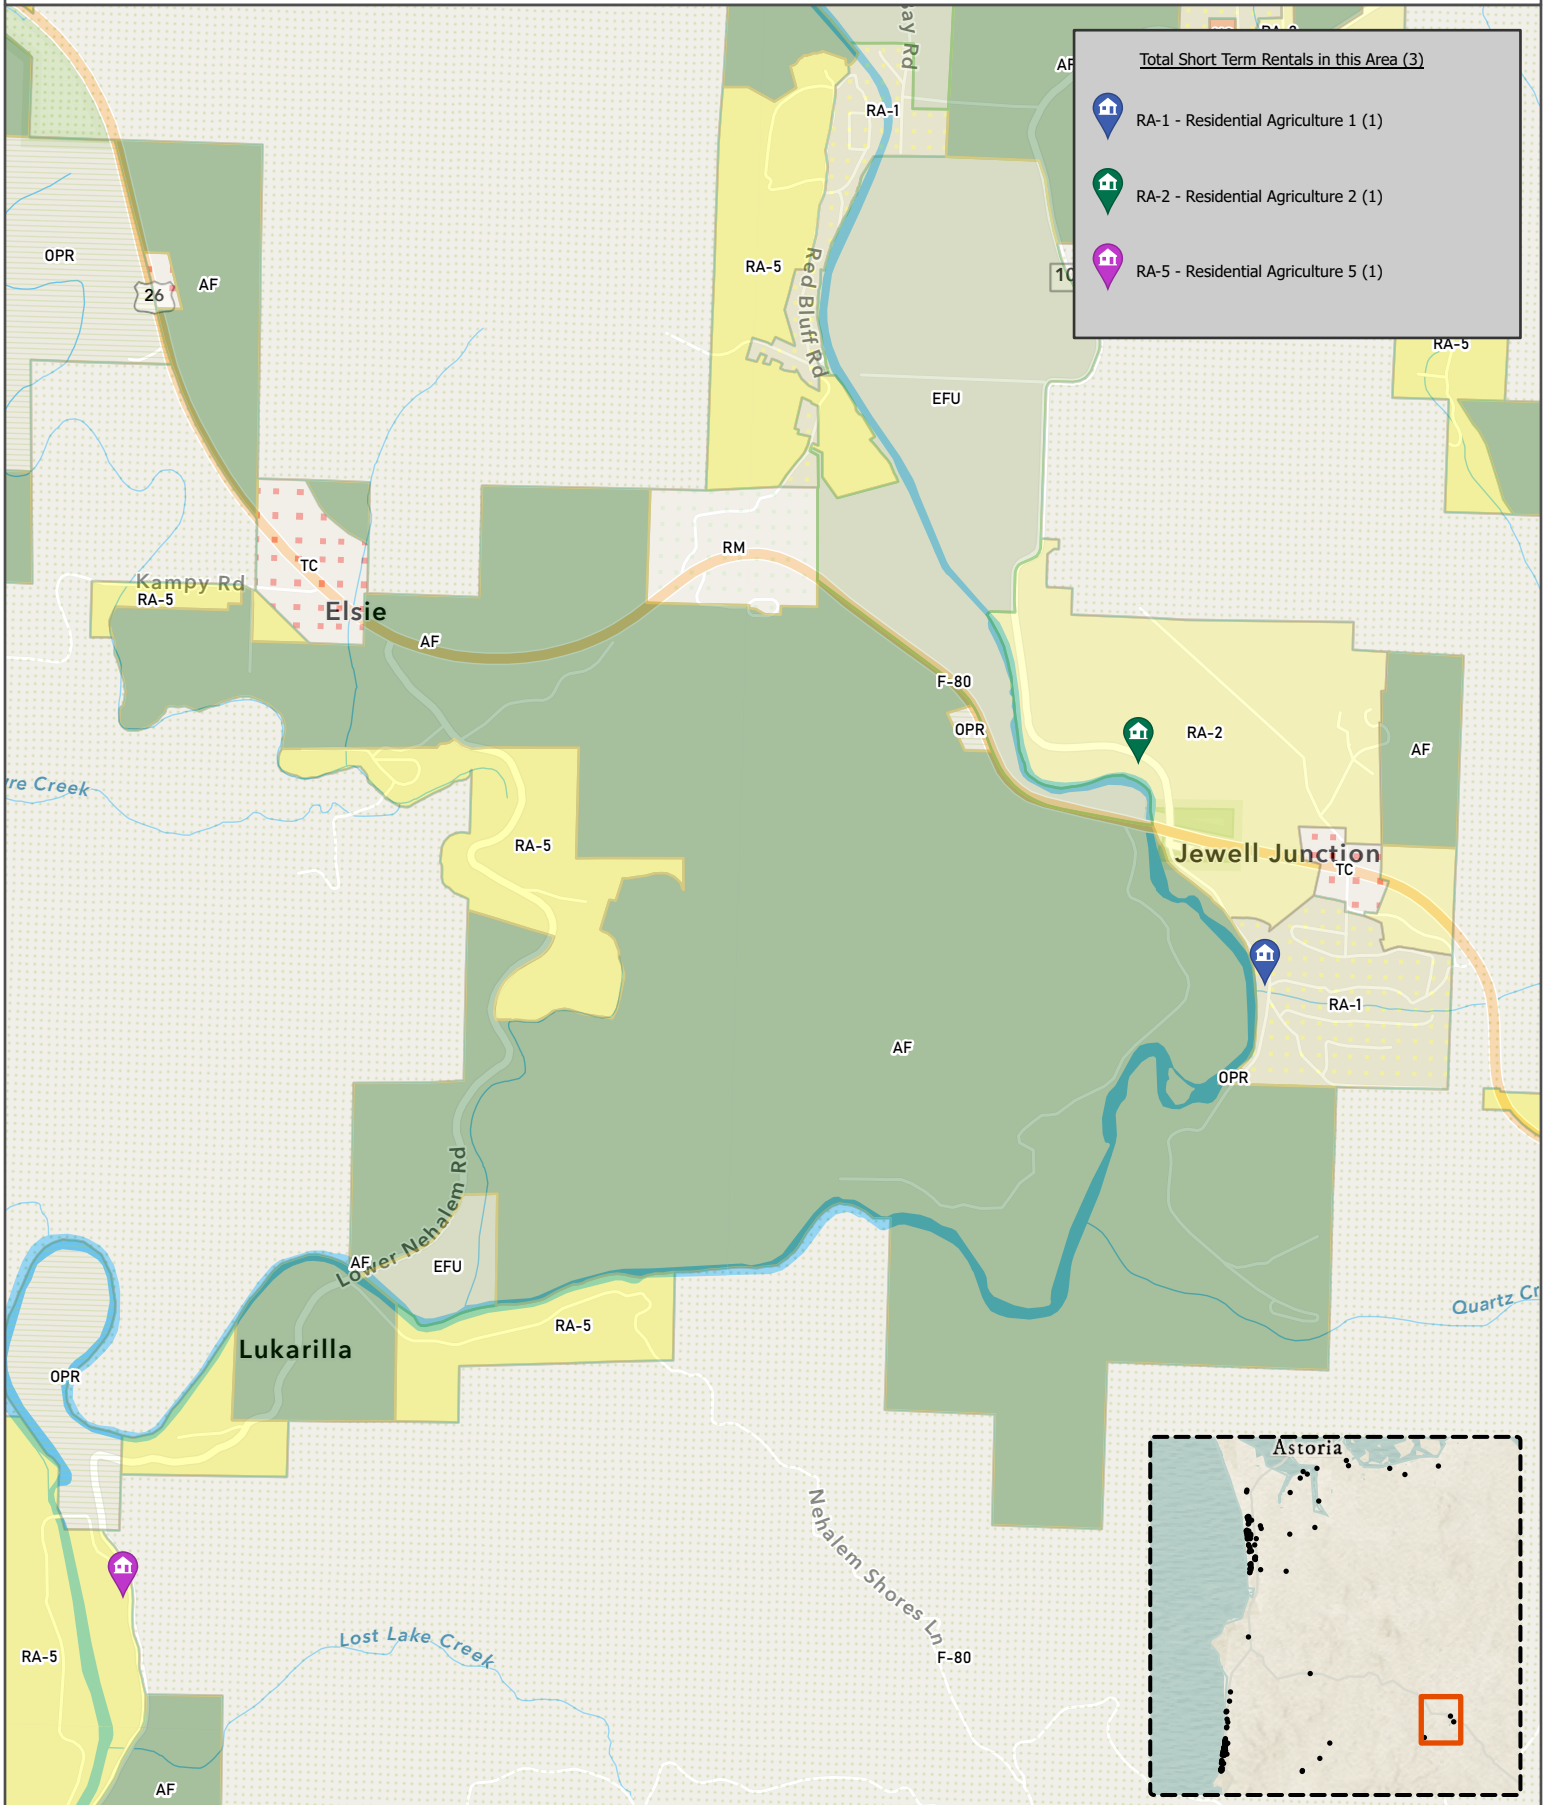 Total Short Term Rentals in this Area (3)
RA-1 - Residential Agriculture 1 (1)
RA-2 - Residential Agriculture 2 (1)
RA-5 - Residential Agriculture 5 (1)
AF
RA-1
OPR
AF
26
RA-5
Red Bluff Rd
10
RA-5
EFU
RM
TC
Kampy Rd
RA-5
Elsie
AF
F-80
OPR
RA-2
AF
Creek
RA-5
Jewell Junction
TC
RA-1
AF
OPR
Lower Nehalem Rd
AF
EFU
Quartz
RA-5
Lukarilla
OPR
Astoria
Nehalem Shores Ln
Lost Lake Creek
RA-5
F-80
AF